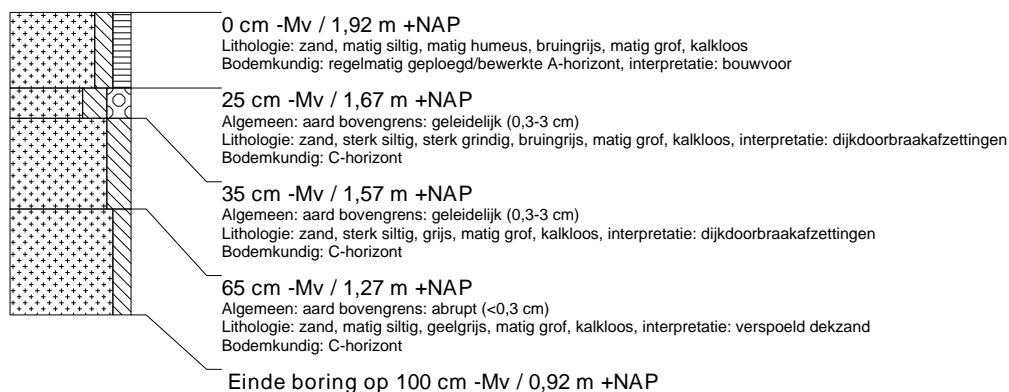 0 cm -Mv / 1,92 m +NAP
Lithologie: zand, matig siltig, matig humeus, bruingrijs, matig grof, kalkloos
Bodemkundig: regelmatig geploegd/bewerkte A-horizont, interpretatie: bouwvoor
25 cm -Mv / 1,67 m +NAP
Algemeen: aard bovengrens: geleidelijk (0,3-3 cm)
Lithologie: zand, sterk siltig, sterk grindig, bruingrijs, matig grof, kalkloos, interpretatie: dijkdoorbraakafzettingen
Bodemkundig: C-horizont
35 cm -Mv / 1,57 m +NAP
Algemeen: aard bovengrens: geleidelijk (0,3-3 cm)
Lithologie: zand, sterk siltig, grijs, matig grof, kalkloos, interpretatie: dijkdoorbraakafzettingen
Bodemkundig: C-horizont
65 cm -Mv / 1,27 m +NAP
Algemeen: aard bovengrens: abrupt (<0,3 cm)
Lithologie: zand, matig siltig, geelgrijs, matig grof, kalkloos, interpretatie: verspoeld dekzand
Bodemkundig: C-horizont
Einde boring op 100 cm -Mv / 0,92 m +NAP